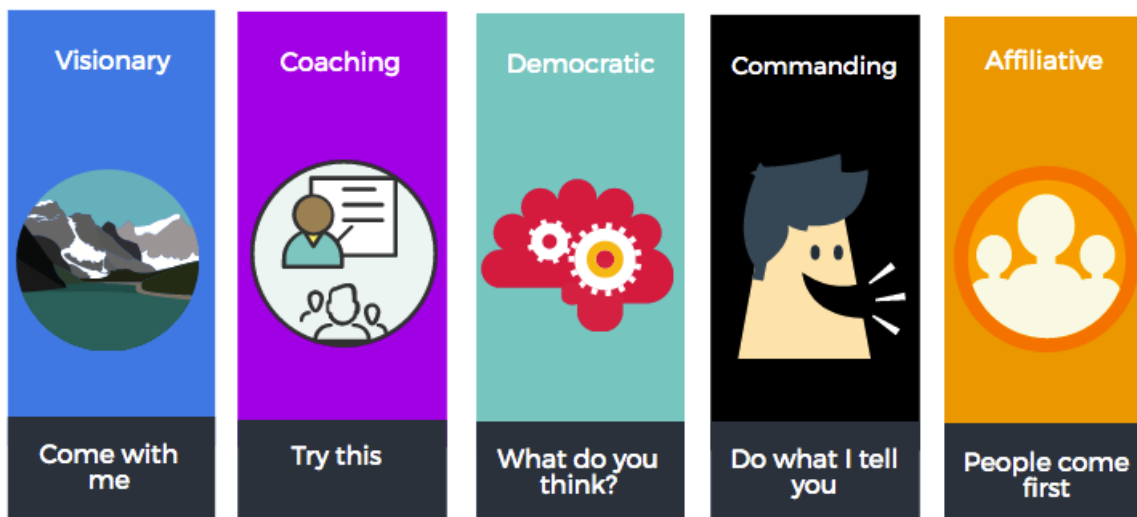 Visionary
Coaching
Democratic
Commanding
Affiliative
Come with
me
Try this
What do you
think?
Do what I tell
you
People come
first